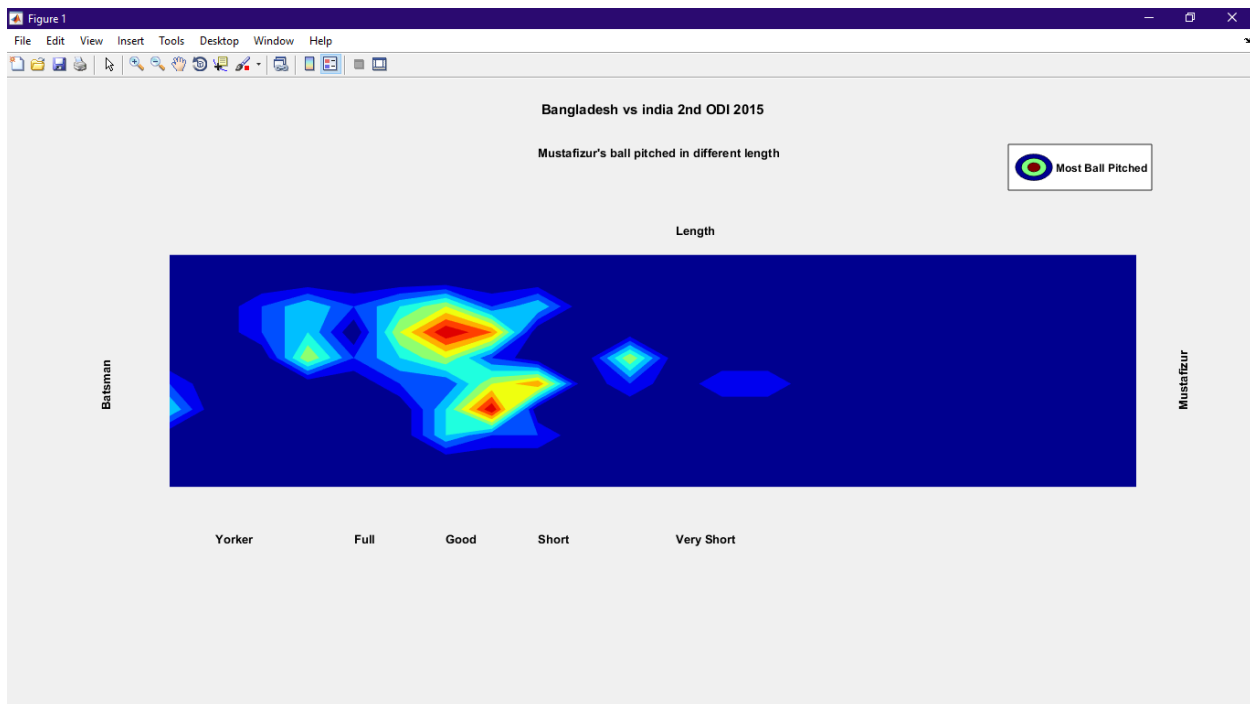 Figure 1
File Edit View Insert Tools Desktop Window Help
Bangladesh vs india 2nd ODI 2015
Mustafizur's ball pitched in different length
Most Ball Pitched
Length
Batsman
Mustafizur
Yorker Full Good Short Very Short